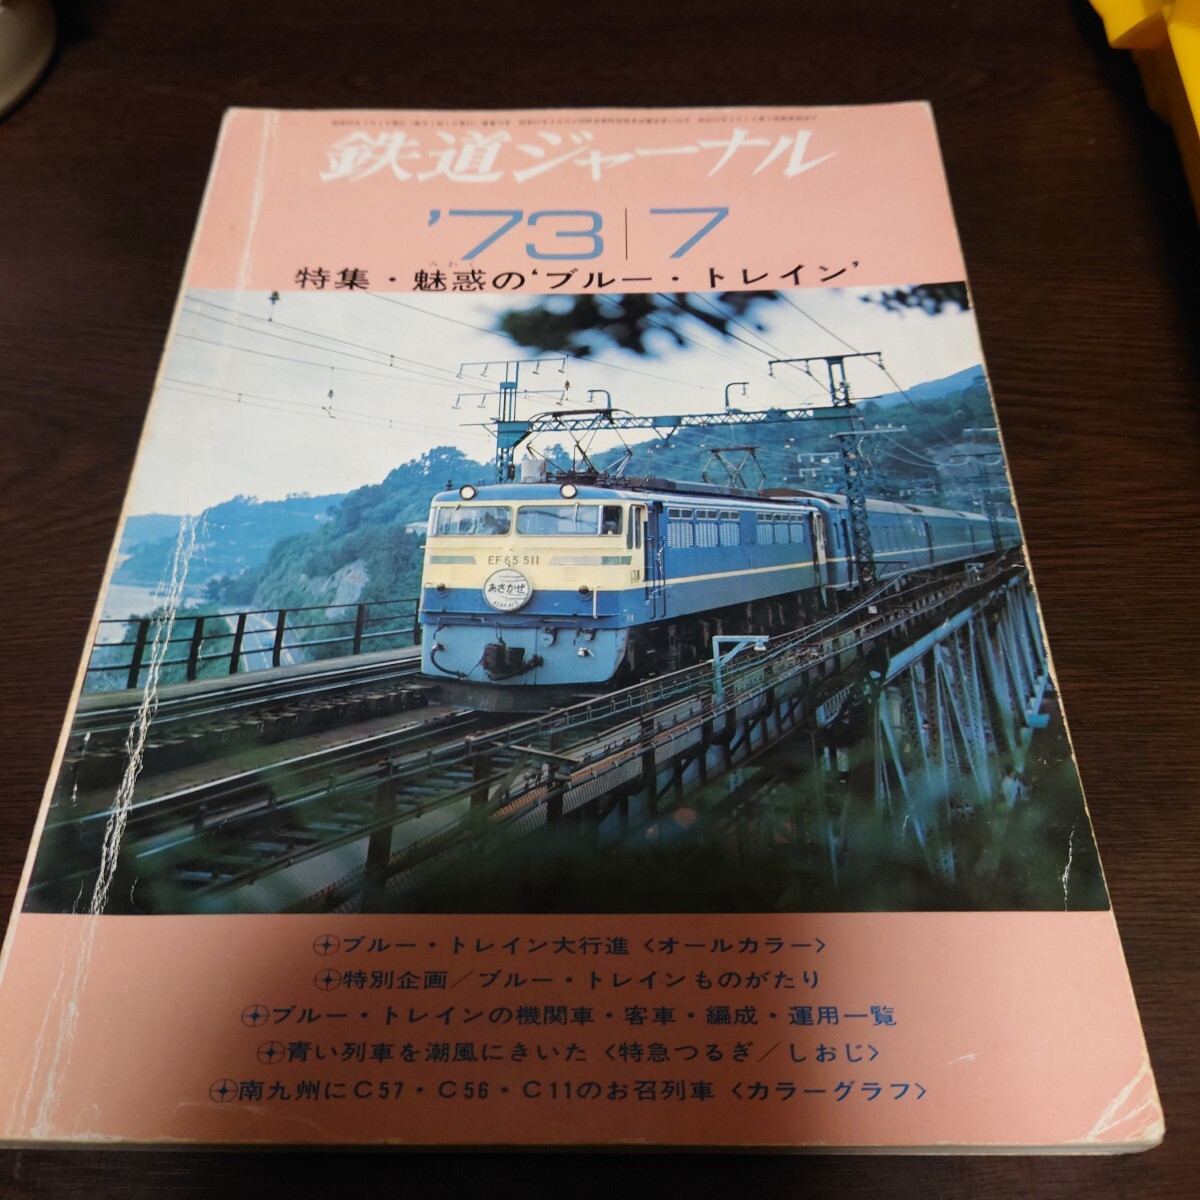 鉄道ジャーナル
'73|7
みわく
特集・魅惑の‘ブルー・トレイン’
EF65 511
あさかぜ
ASAKAZE
⊕ブルー・トレイン大行進〈オールカラー〉
⊕特別企画/ブルー・トレインものがたり
⊕ブルー・トレインの機関車・客車・編成・運用一覧
⊕青い列車を潮風にきいた〈特急つるぎ/しおじ〉
⊕南九州にC57・C56・C11のお召列車〈カラーグラフ〉